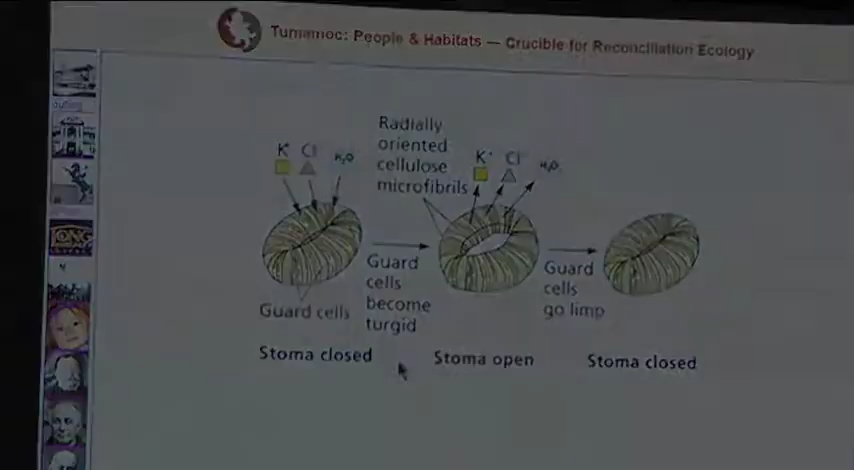 Tumamoc: People & Habitats — Crucible for Reconciliation Ecology
Radially
oriented
cellulose
microfibrils
K+ Cl H₂O
K+ Cl- H₂O
Guard cells
Guard
cells
become
turgid
Guard
cells
go limp
Stoma closed
Stoma open
Stoma closed